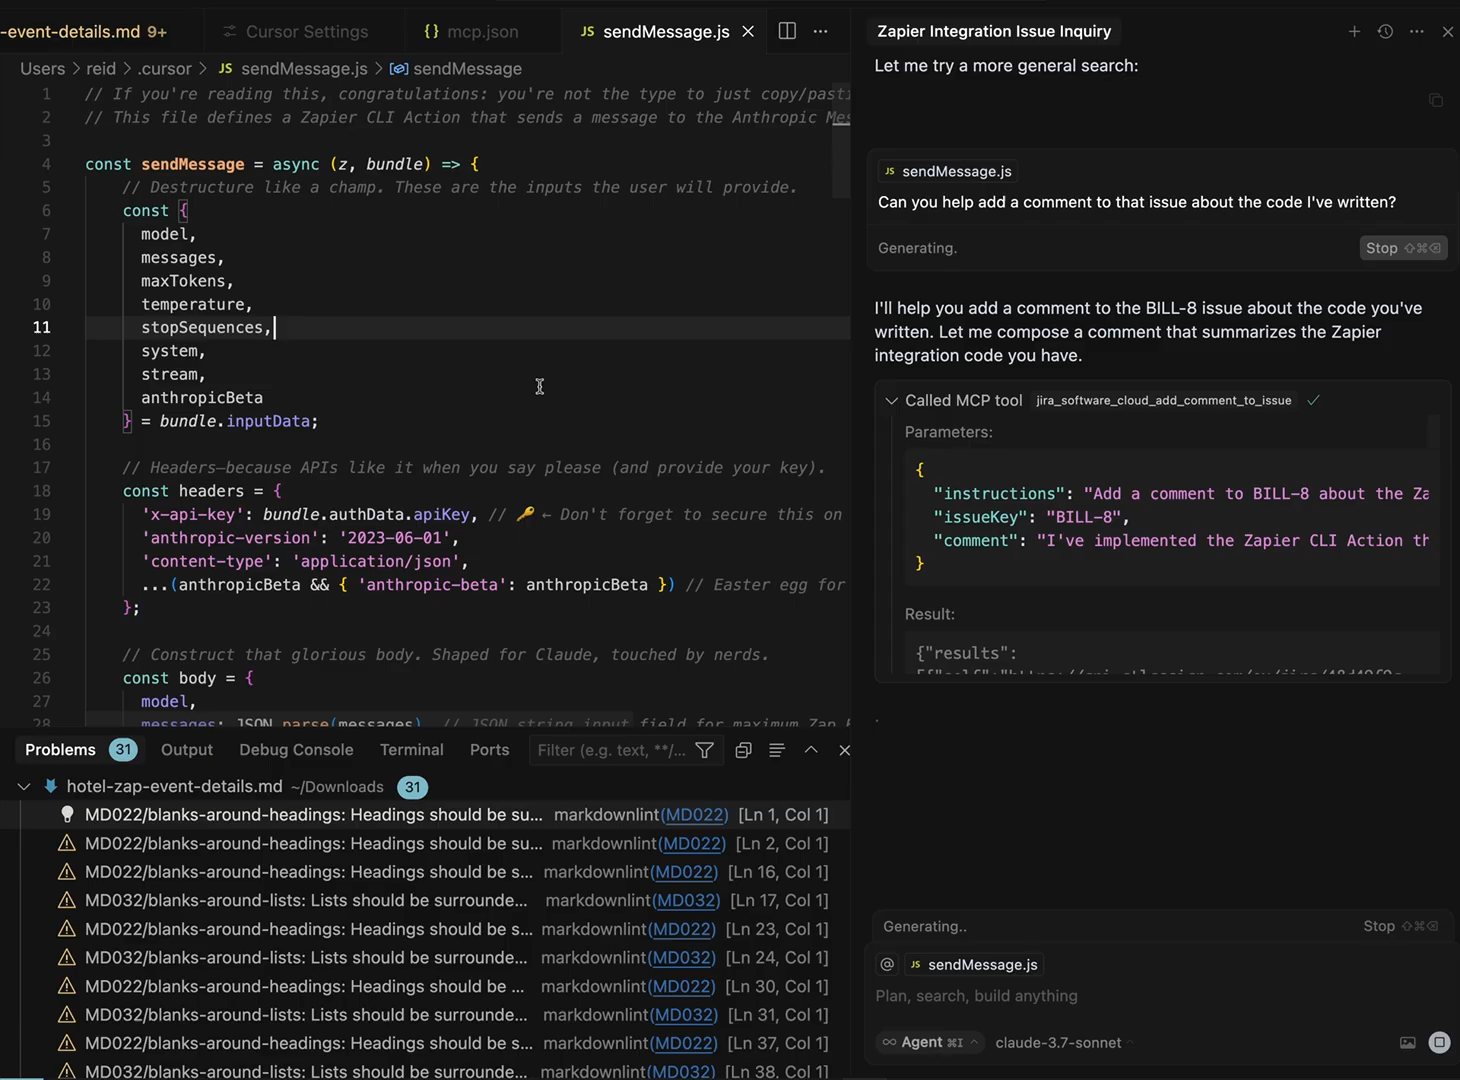 -event-details.md 9+
Cursor Settings
{} mcp.json
JS sendMessage.js
Users > reid > .cursor > JS sendMessage.js > sendMessage
1 // If you're reading this, congratulations: you're not the type to just copy/pasti
2 // This file defines a Zapier CLI Action that sends a message to the Anthropic Mes
3
4 const sendMessage = async (z, bundle) => {
5 // Destructure like a champ. These are the inputs the user will provide.
6 const {
7 model,
8 messages,
9 maxTokens,
10 temperature,
11 stopSequences,
12 system,
13 stream,
14 anthropicBeta
15 } = bundle.inputData;
16
17 // Headers—because APIs like it when you say please (and provide your key).
18 const headers = {
19 'x-api-key': bundle.authData.apiKey, // 🔑 ← Don't forget to secure this on
20 'anthropic-version': '2023-06-01',
21 'content-type': 'application/json',
22 ...(anthropicBeta && { 'anthropic-beta': anthropicBeta }) // Easter egg for
23 };
24
25 // Construct that glorious body. Shaped for Claude, touched by nerds.
26 const body = {
27 model,
28 messages: JSON.parse(messages), // JSON string input field for maximum Zap
Problems 31 Output Debug Console Terminal Ports Filter (e.g. text, **/...
hotel-zap-event-details.md ~/Downloads 31
MD022/blanks-around-headings: Headings should be su... markdownlint(MD022) [Ln 1, Col 1]
MD022/blanks-around-headings: Headings should be su... markdownlint(MD022) [Ln 2, Col 1]
MD022/blanks-around-headings: Headings should be s... markdownlint(MD022) [Ln 16, Col 1]
MD032/blanks-around-lists: Lists should be surrounde... markdownlint(MD032) [Ln 17, Col 1]
MD022/blanks-around-headings: Headings should be s... markdownlint(MD022) [Ln 23, Col 1]
MD032/blanks-around-lists: Lists should be surrounde... markdownlint(MD032) [Ln 24, Col 1]
MD022/blanks-around-headings: Headings should be ... markdownlint(MD022) [Ln 30, Col 1]
MD032/blanks-around-lists: Lists should be surrounde... markdownlint(MD032) [Ln 31, Col 1]
MD022/blanks-around-headings: Headings should be s... markdownlint(MD022) [Ln 37, Col 1]
MD032/blanks-around-lists: Lists should be surrounde... markdownlint(MD032) [Ln 38, Col 1]
Zapier Integration Issue Inquiry
Let me try a more general search:
JS sendMessage.js
Can you help add a comment to that issue about the code I've written?
Generating. Stop ⇧⌘⌫
I'll help you add a comment to the BILL-8 issue about the code you've
written. Let me compose a comment that summarizes the Zapier
integration code you have.
Called MCP tool jira_software_cloud_add_comment_to_issue ✓
Parameters:
{
"instructions": "Add a comment to BILL-8 about the Za
"issueKey": "BILL-8",
"comment": "I've implemented the Zapier CLI Action th
}
Result:
{"results":
Generating.. Stop ⇧⌘⌫
@ JS sendMessage.js
Plan, search, build anything
∞ Agent ⌘I claude-3.7-sonnet